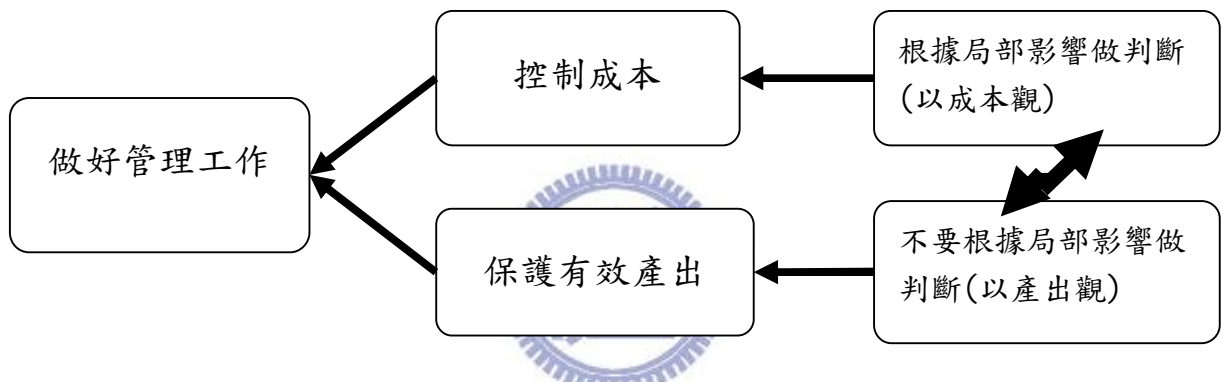 做好管理工作
控制成本
保護有效產出
根據局部影響做判斷
(以成本觀)
不要根據局部影響做
判斷(以產出觀)